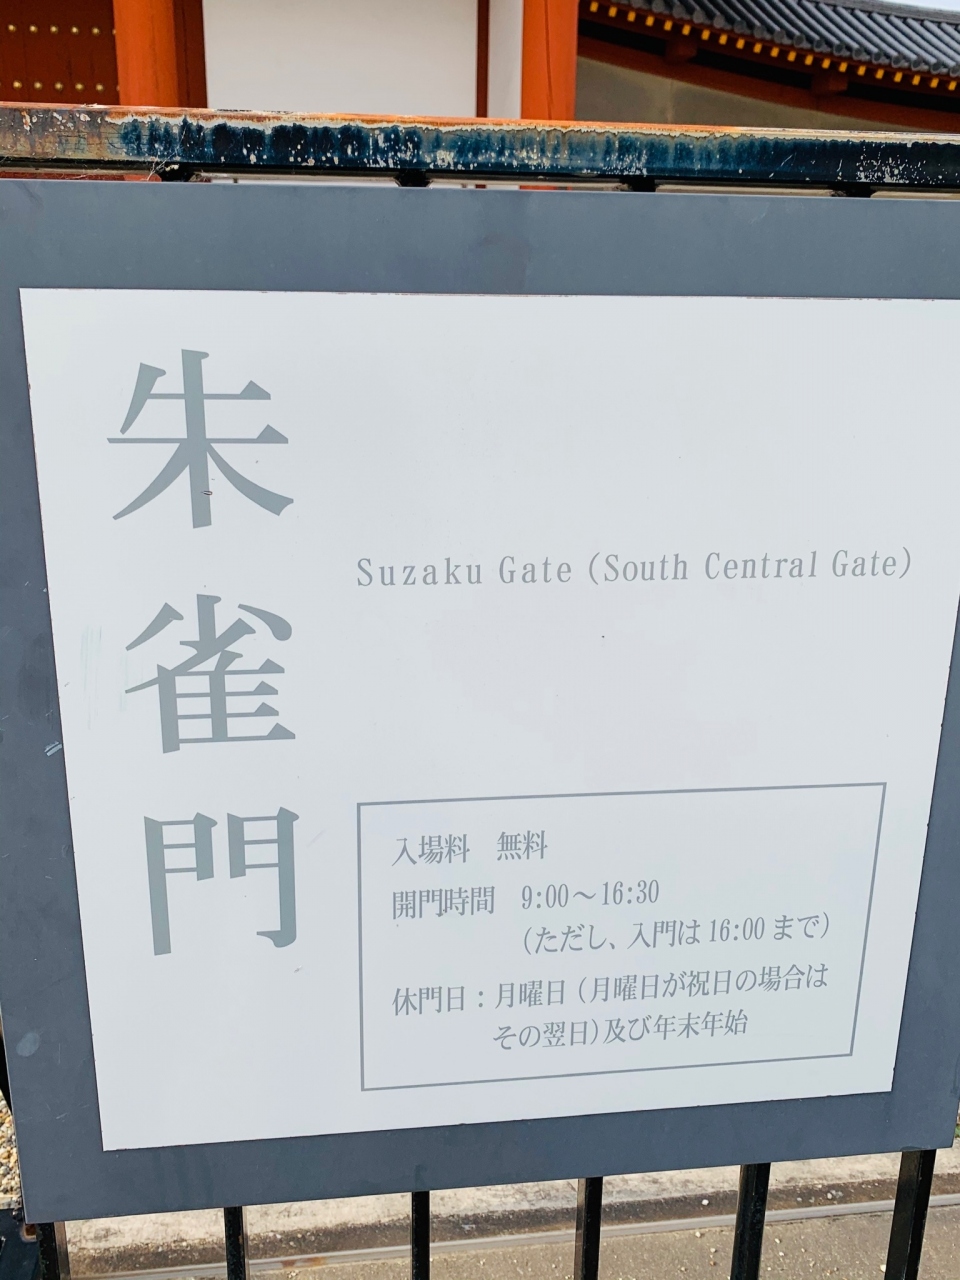 朱雀門
Suzaku Gate (South Central Gate)
入場料　無料
開門時間　9:00～16:30
（ただし、入門は16:00まで）
休門日：月曜日（月曜日が祝日の場合は
その翌日）及び年末年始